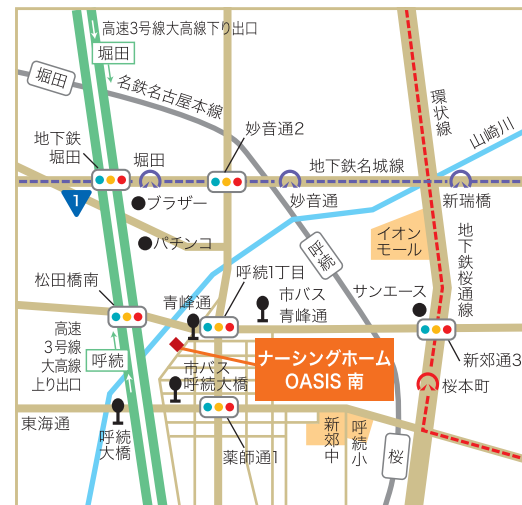 高速3号線大高線下り出口
堀田
堀田
名鉄名古屋本線
環状線
山崎川
地下鉄
堀田
堀田
妙音通2
地下鉄名城線
妙音通
新瑞橋
1
ブラザー
パチンコ
呼続
イオン
モール
地下鉄桜通線
松田橋南
青峰通
呼続1丁目
市バス
青峰通
サンエース
高速
3号線
大高線
上り出口
呼続
市バス
呼続大橋
ナーシングホーム
OASIS 南
新郊通3
桜本町
東海通
呼続
大橋
薬師通1
新郊中
呼続小
桜